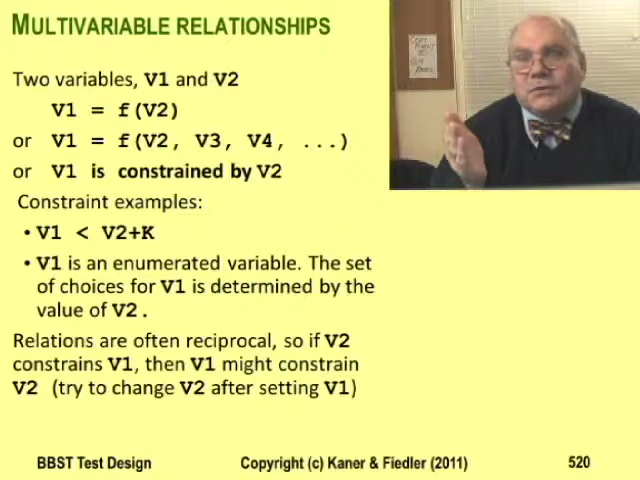 MULTIVARIABLE RELATIONSHIPS
Two variables, V1 and V2
V1 = f(V2)
or V1 = f(V2, V3, V4, ...)
or V1 is constrained by V2
Constraint examples:
• V1 < V2+K
• V1 is an enumerated variable. The set
of choices for V1 is determined by the
value of V2.
Relations are often reciprocal, so if V2
constrains V1, then V1 might constrain
V2 (try to change V2 after setting V1)
BBST Test Design
Copyright (c) Kaner & Fiedler (2011)
520